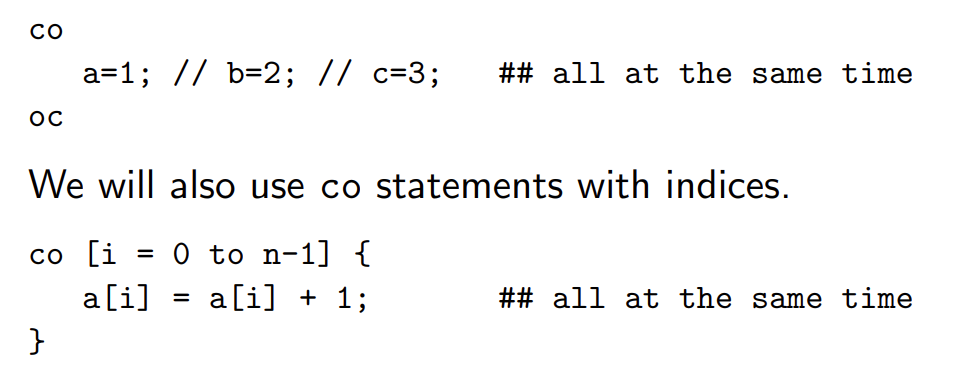 co
   a=1; // b=2; // c=3;   ## all at the same time
oc
We will also use co statements with indices.
co [i = 0 to n-1] {
   a[i] = a[i] + 1;       ## all at the same time
}